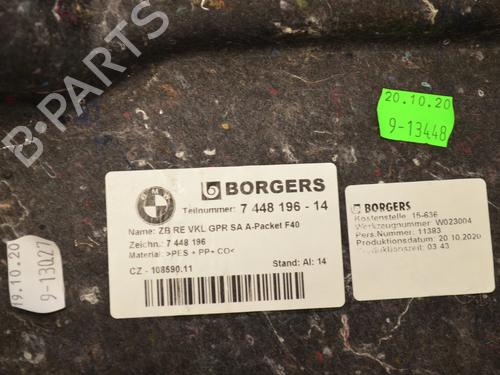 20.10.20
9-13448
BMW
BORGERS
Teilnummer: 7 448 196 - 14
Name: ZB RE VKL GPR SA A-Packet F40
Zeichn.: 7 448 196
Material: >PES + PP+ CO<
CZ - 108590.11
Stand: AI: 14
BORGERS
Kostenstelle: 15-636
Werkzeugnummer: W023004
Pers.Nummer: 11383
Produktionsdatum: 20.10.2020
Produktionszeit: 03:43
19.10.20
9-13027
B-PARTS